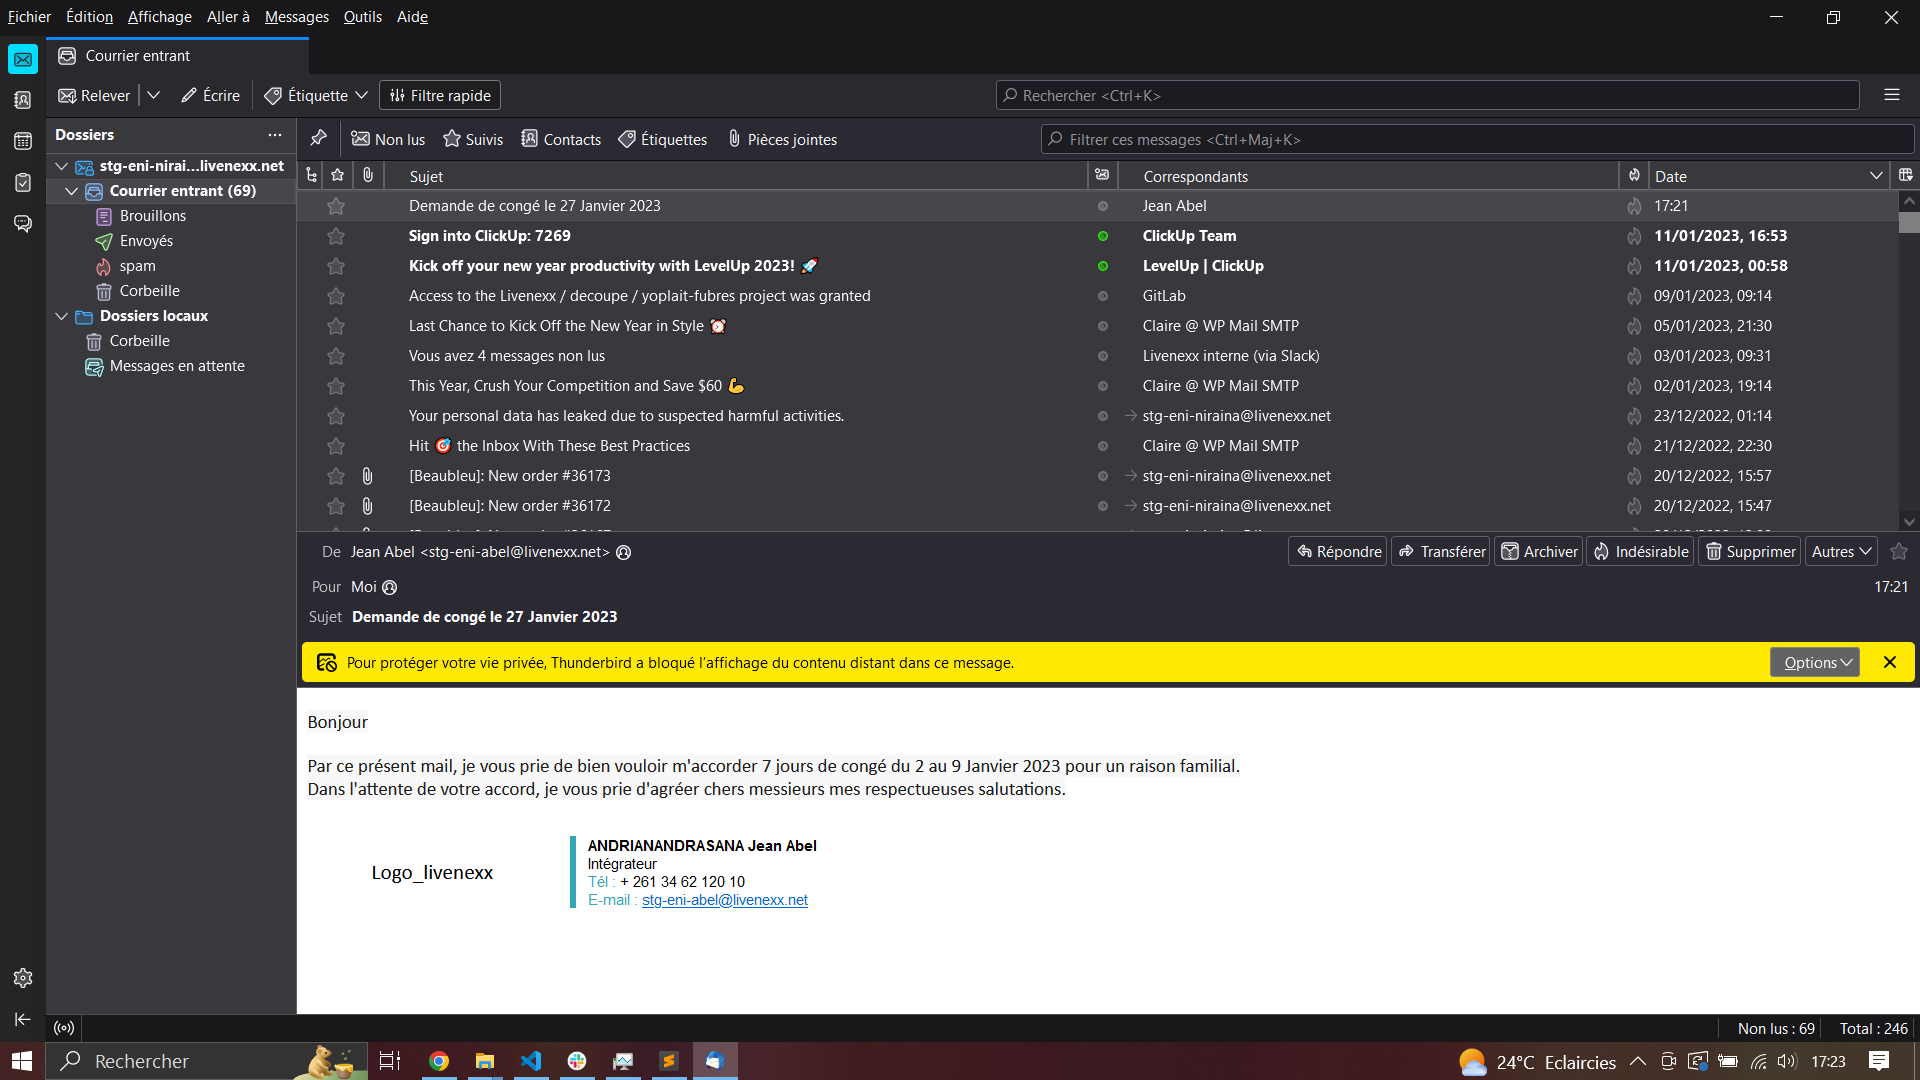 Fichier Édition Affichage Aller à Messages Outils Aide
Courrier entrant
Relever Écrire Étiquette Filtre rapide Rechercher <Ctrl+K>
Dossiers ...
Non lus Suivis Contacts Étiquettes Pièces jointes Filtrer ces messages <Ctrl+Maj+K>
stg-eni-nirai...livenexx.net
Courrier entrant (69)
Brouillons
Envoyés
spam
Corbeille
Dossiers locaux
Corbeille
Messages en attente
Sujet Correspondants Date
Demande de congé le 27 Janvier 2023 Jean Abel 17:21
Sign into ClickUp: 7269 ClickUp Team 11/01/2023, 16:53
Kick off your new year productivity with LevelUp 2023! 🚀 LevelUp | ClickUp 11/01/2023, 00:58
Access to the Livenexx / decoupe / yoplait-fubres project was granted GitLab 09/01/2023, 09:14
Last Chance to Kick Off the New Year in Style ⏰ Claire @ WP Mail SMTP 05/01/2023, 21:30
Vous avez 4 messages non lus Livenexx interne (via Slack) 03/01/2023, 09:31
This Year, Crush Your Competition and Save $60 💪 Claire @ WP Mail SMTP 02/01/2023, 19:14
Your personal data has leaked due to suspected harmful activities. → stg-eni-niraina@livenexx.net 23/12/2022, 01:14
Hit 🎯 the Inbox With These Best Practices Claire @ WP Mail SMTP 21/12/2022, 22:30
[Beaubleu]: New order #36173 → stg-eni-niraina@livenexx.net 20/12/2022, 15:57
[Beaubleu]: New order #36172 → stg-eni-niraina@livenexx.net 20/12/2022, 15:47
De Jean Abel <stg-eni-abel@livenexx.net> Répondre Transférer Archiver Indésirable Supprimer Autres
Pour Moi 17:21
Sujet Demande de congé le 27 Janvier 2023
Pour protéger votre vie privée, Thunderbird a bloqué l’affichage du contenu distant dans ce message. Options
Bonjour
Par ce présent mail, je vous prie de bien vouloir m'accorder 7 jours de congé du 2 au 9 Janvier 2023 pour un raison familial.
Dans l'attente de votre accord, je vous prie d'agréer chers messieurs mes respectueuses salutations.
Logo_livenexx
ANDRIANANDRASANA Jean Abel
Intégrateur
Tél : + 261 34 62 120 10
E-mail : stg-eni-abel@livenexx.net
Non lus : 69 Total : 246
Rechercher 24°C Eclaircies 17:23